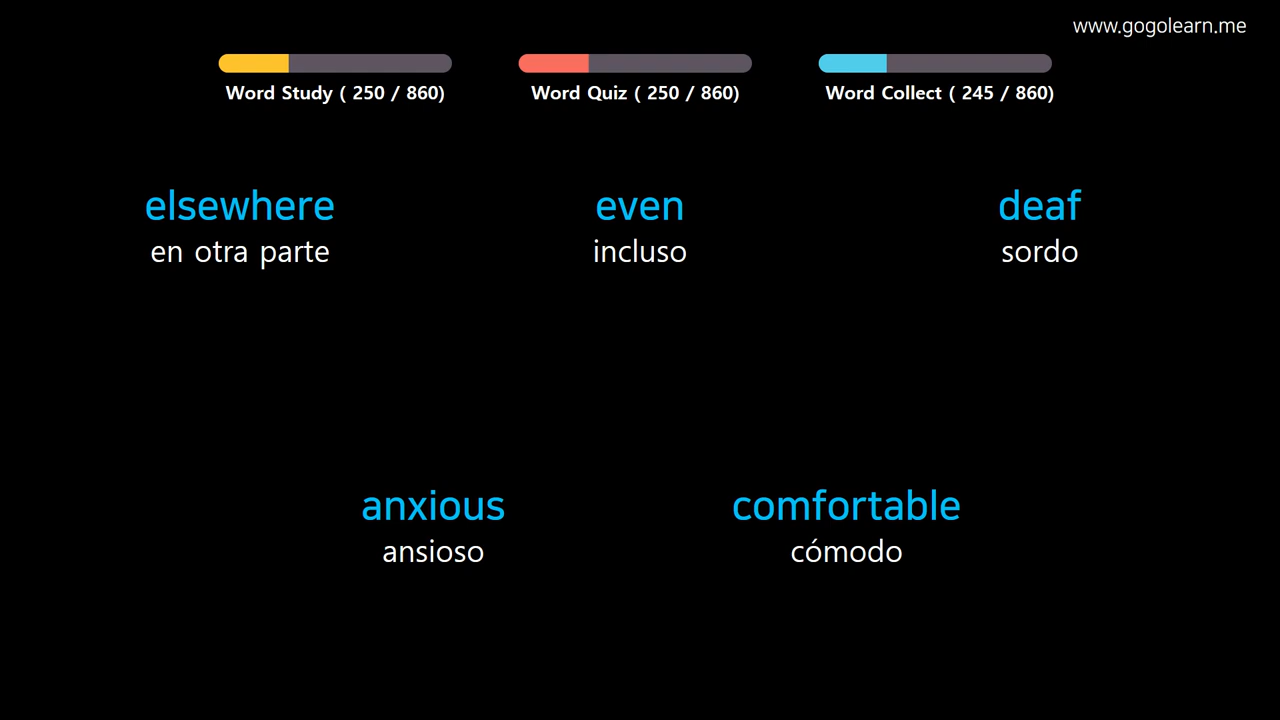 www.gogolearn.me
Word Study ( 250 / 860)
Word Quiz ( 250 / 860)
Word Collect ( 245 / 860)
elsewhere
en otra parte
even
incluso
deaf
sordo
anxious
ansioso
comfortable
cómodo